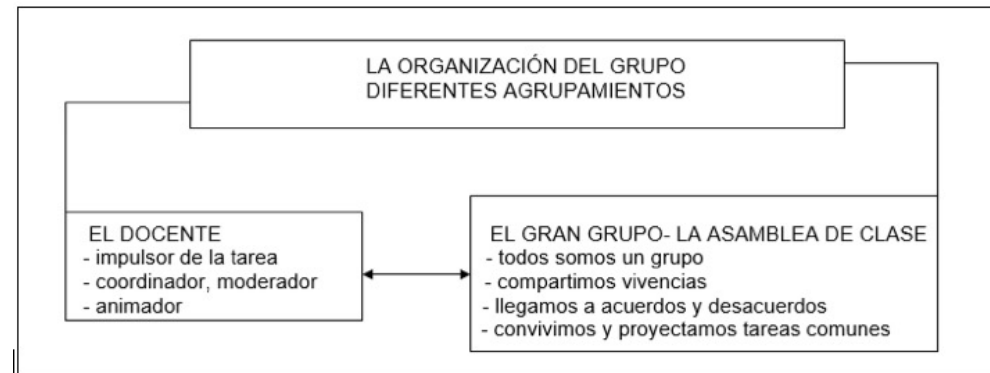 LA ORGANIZACIÓN DEL GRUPO
DIFERENTES AGRUPAMIENTOS
EL DOCENTE
- impulsor de la tarea
- coordinador, moderador
- animador
EL GRAN GRUPO- LA ASAMBLEA DE CLASE
- todos somos un grupo
- compartimos vivencias
- llegamos a acuerdos y desacuerdos
- convivimos y proyectamos tareas comunes